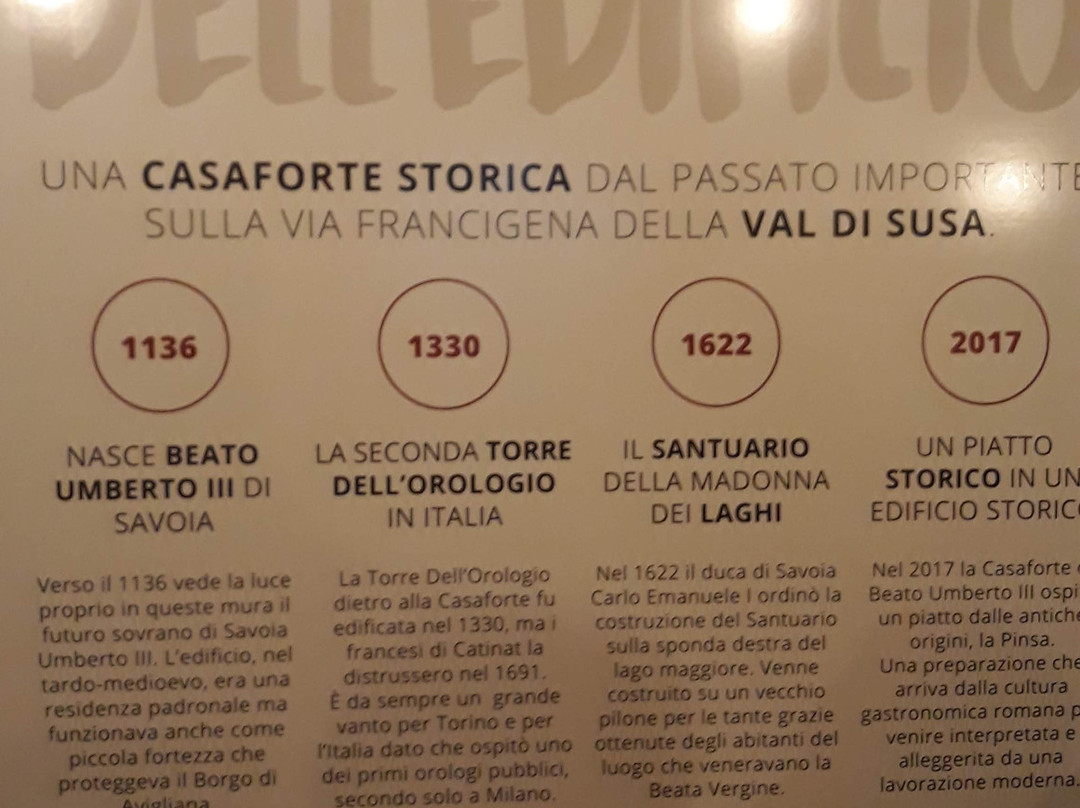 DELL'EDIFICIO
UNA CASAFORTE STORICA DAL PASSATO IMPORTANTE
SULLA VIA FRANCIGENA DELLA VAL DI SUSA.
1136
NASCE BEATO
UMBERTO III DI
SAVOIA
Verso il 1136 vede la luce
proprio in queste mura il
futuro sovrano di Savoia
Umberto III. L'edificio, nel
tardo-medioevo, era una
residenza padronale ma
funzionava anche come
piccola fortezza che
proteggeva il Borgo di
Avigliana
1330
LA SECONDA TORRE
DELL'OROLOGIO
IN ITALIA
La Torre Dell'Orologio
dietro alla Casaforte fu
edificata nel 1330, ma i
francesi di Catinat la
distrussero nel 1691.
È da sempre un grande
vanto per Torino e per
l'Italia dato che ospitò uno
dei primi orologi pubblici,
secondo solo a Milano.
1622
IL SANTUARIO
DELLA MADONNA
DEI LAGHI
Nel 1622 il duca di Savoia
Carlo Emanuele I ordinò la
costruzione del Santuario
sulla sponda destra del
lago maggiore. Venne
costruito su un vecchio
pilone per le tante grazie
ottenute degli abitanti del
luogo che veneravano la
Beata Vergine.
2017
UN PIATTO
STORICO IN UN
EDIFICIO STORICO
Nel 2017 la Casaforte
Beato Umberto III ospi
un piatto dalle antiche
origini, la Pinsa.
Una preparazione che
arriva dalla cultura
gastronomica romana p
venire interpretata e
alleggerita da una
lavorazione moderna.